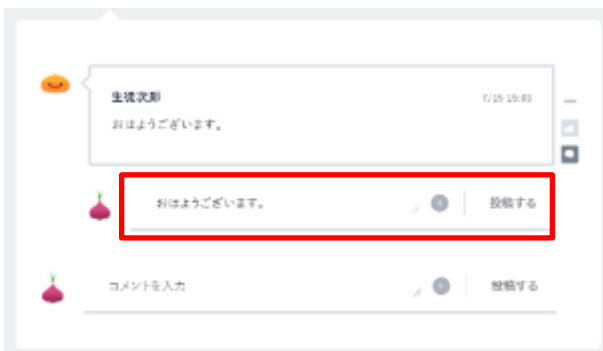 生徒次郎
7/15 15:03
おはようございます。
おはようございます。
投稿する
コメントを入力
投稿する